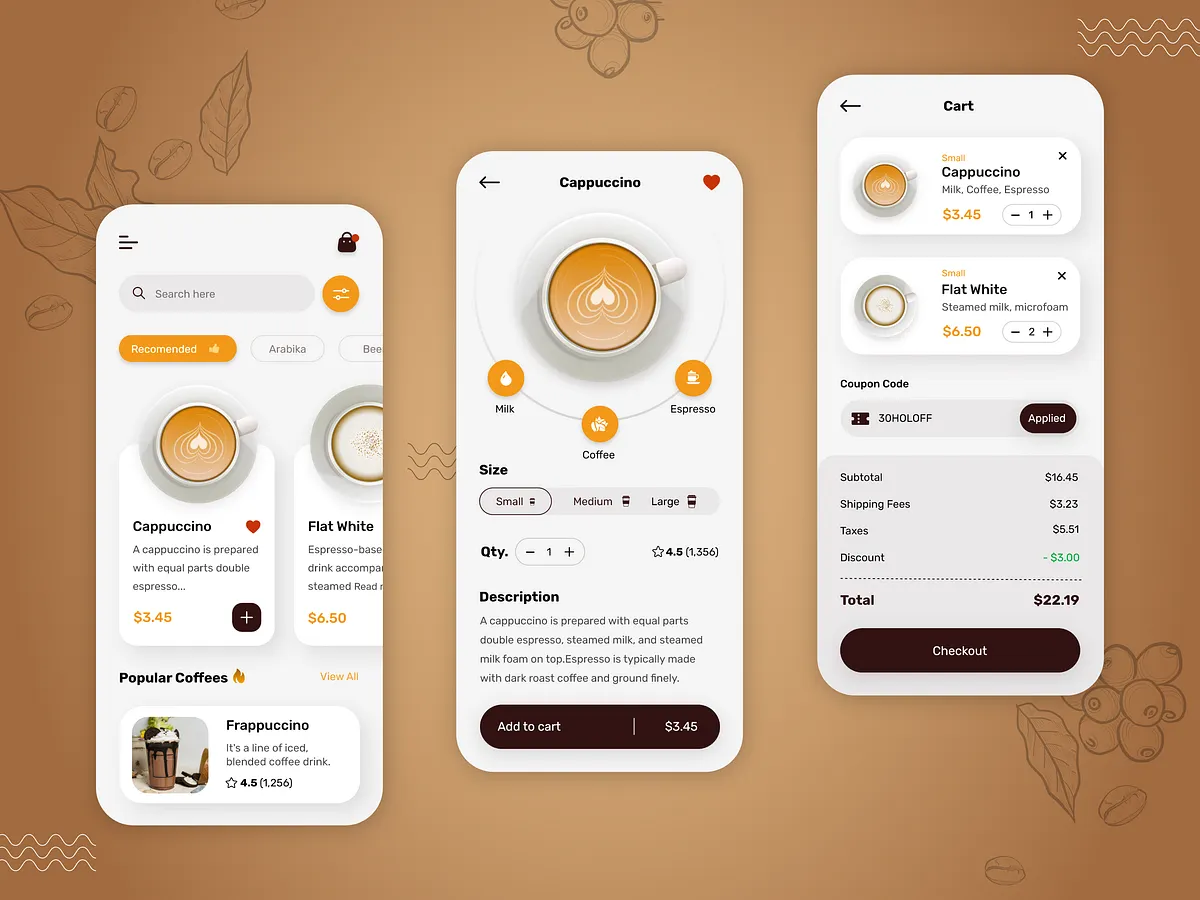 Search here
Recomended
Arabika
Bee
Cappuccino
A cappuccino is prepared
with equal parts double
espresso...
$3.45
Flat White
Espresso-base
drink accompa
steamed Read
$6.50
Popular Coffees
View All
Frappuccino
It's a line of iced,
blended coffee drink.
4.5 (1,256)
Cappuccino
Milk
Coffee
Espresso
Size
Small
Medium
Large
Qty.
− 1 +
4.5 (1,356)
Description
A cappuccino is prepared with equal parts
double espresso, steamed milk, and steamed
milk foam on top.Espresso is typically made
with dark roast coffee and ground finely.
Add to cart | $3.45
Cart
Small
Cappuccino
Milk, Coffee, Espresso
$3.45 − 1 +
Small
Flat White
Steamed milk, microfoam
$6.50 − 2 +
Coupon Code
30HOLOFF
Applied
Subtotal $16.45
Shipping Fees $3.23
Taxes $5.51
Discount - $3.00
Total $22.19
Checkout